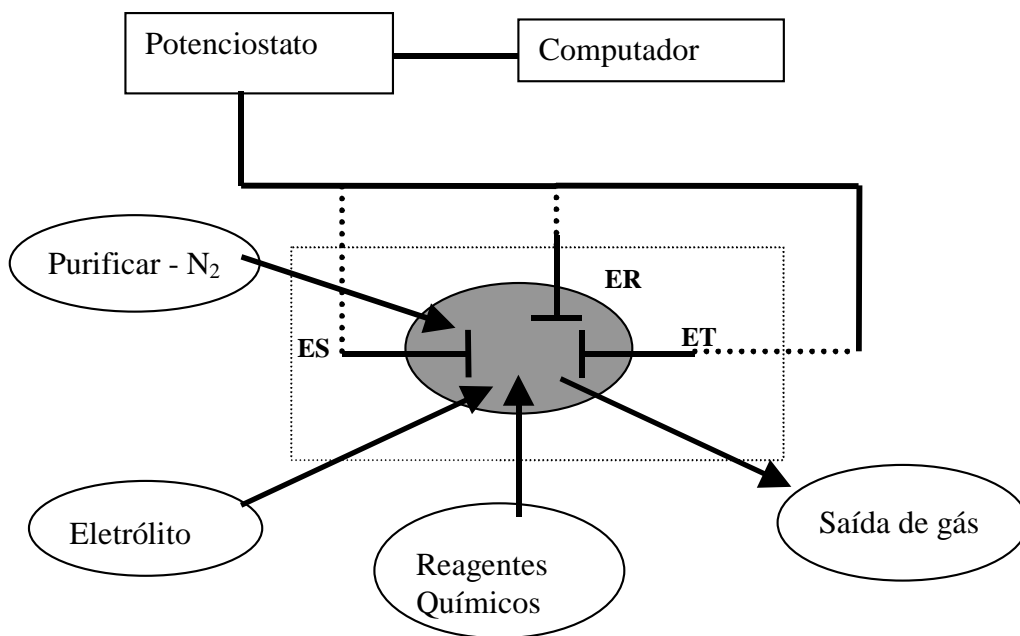 Potenciostato
Computador
Purificar - N₂
ER
ES
ET
Eletrólito
Reagentes
Químicos
Saída de gás